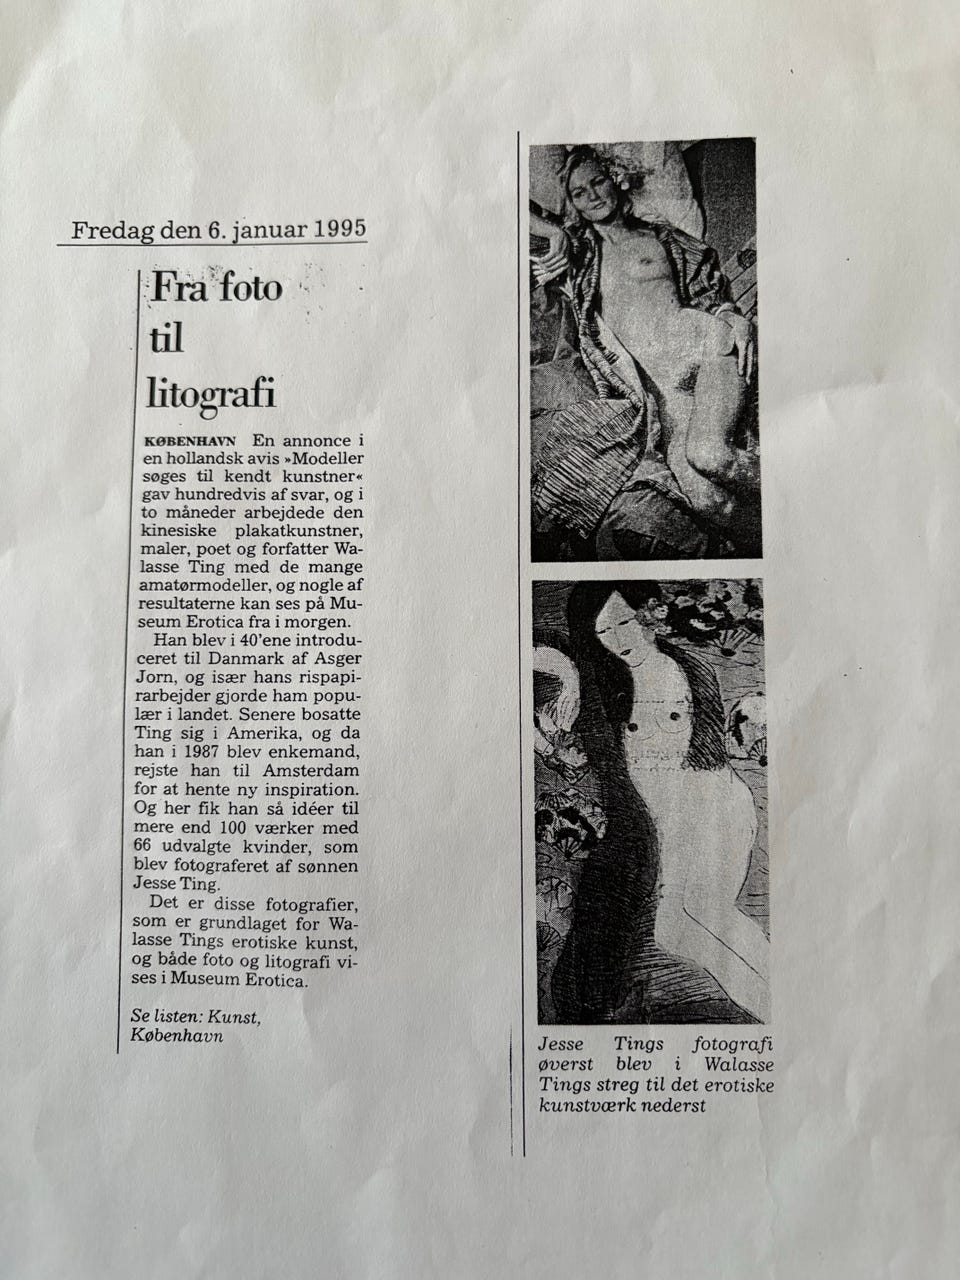 Fredag den 6. januar 1995
Fra foto
til
litografi
KØBENHAVN En annonce i
en hollandsk avis »Modeller
søges til kendt kunstner«
gav hundredvis af svar, og i
to måneder arbejdede den
kinesiske plakatkunstner,
maler, poet og forfatter Wa-
lasse Ting med de mange
amatørmodeller, og nogle af
resultaterne kan ses på Mu-
seum Erotica fra i morgen.
Han blev i 40'ene introdu-
ceret til Danmark af Asger
Jorn, og især hans rispapi-
rarbejder gjorde ham popu-
lær i landet. Senere bosatte
Ting sig i Amerika, og da
han i 1987 blev enkemand,
rejste han til Amsterdam
for at hente ny inspiration.
Og her fik han så idéer til
mere end 100 værker med
66 udvalgte kvinder, som
blev fotograferet af sønnen
Jesse Ting.
Det er disse fotografier,
som er grundlaget for Wa-
lasse Tings erotiske kunst,
og både foto og litografi vi-
ses i Museum Erotica.
Se listen: Kunst,
København
Jesse Tings fotografi
øverst blev i Walasse
Tings streg til det erotiske
kunstværk nederst